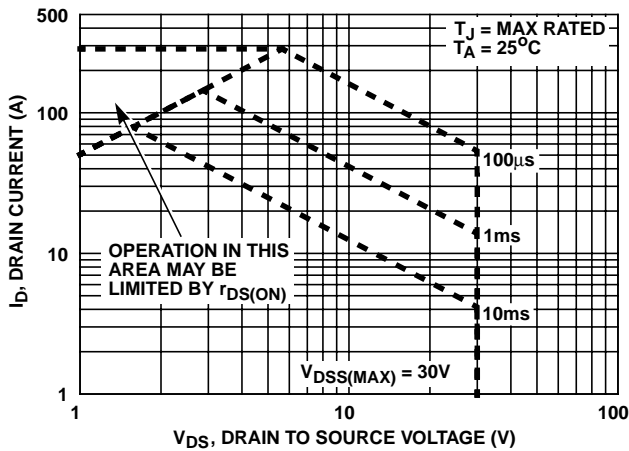 500
T_J = MAX RATED
T_A = 25°C
100
100µs
I_D, DRAIN CURRENT (A)
1ms
10
OPERATION IN THIS
AREA MAY BE
LIMITED BY r_DS(ON)
10ms
V_DSS(MAX) = 30V
1
1
10
100
V_DS, DRAIN TO SOURCE VOLTAGE (V)